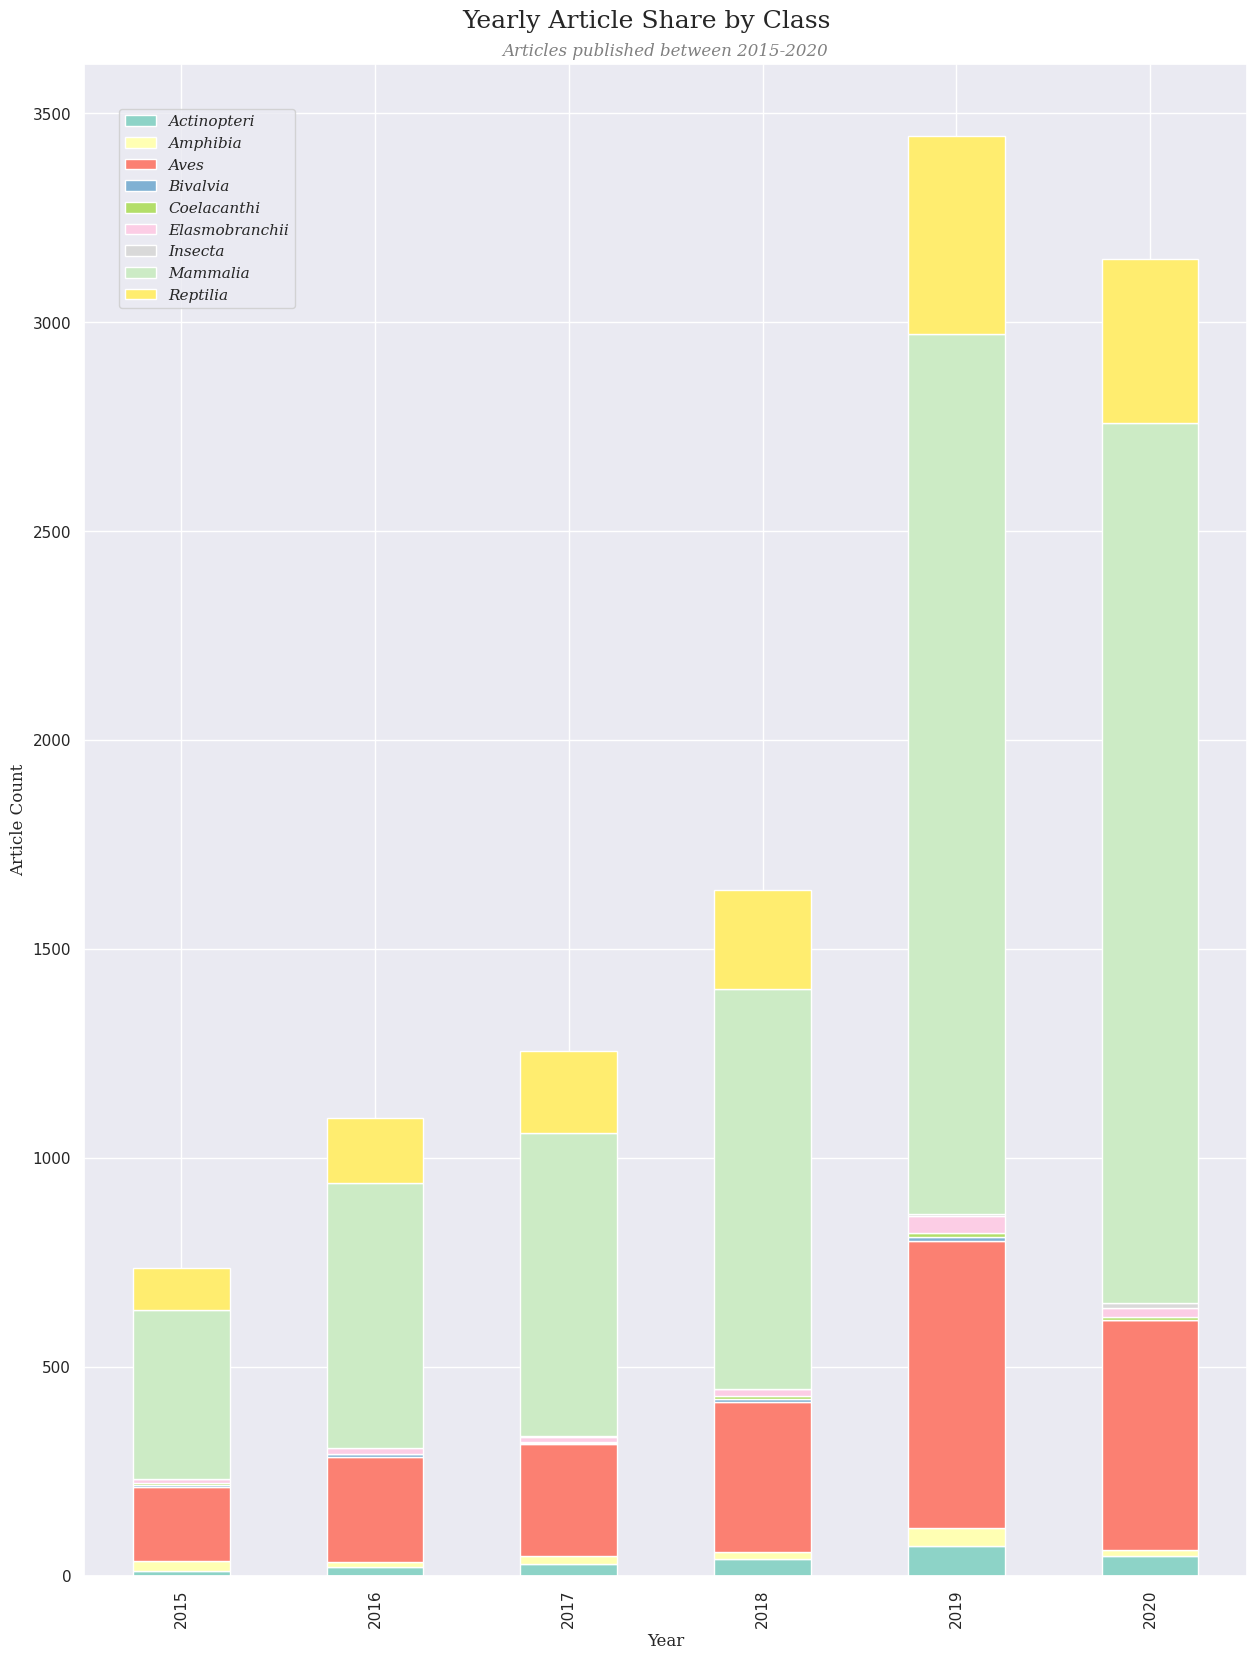 Yearly Article Share by Class
Articles published between 2015-2020
3500
3000
2500
2000
1500
1000
500
0
Article Count
Actinopteri
Amphibia
Aves
Bivalvia
Coelacanthi
Elasmobranchii
Insecta
Mammalia
Reptilia
2015
2016
2017
2018
2019
2020
Year